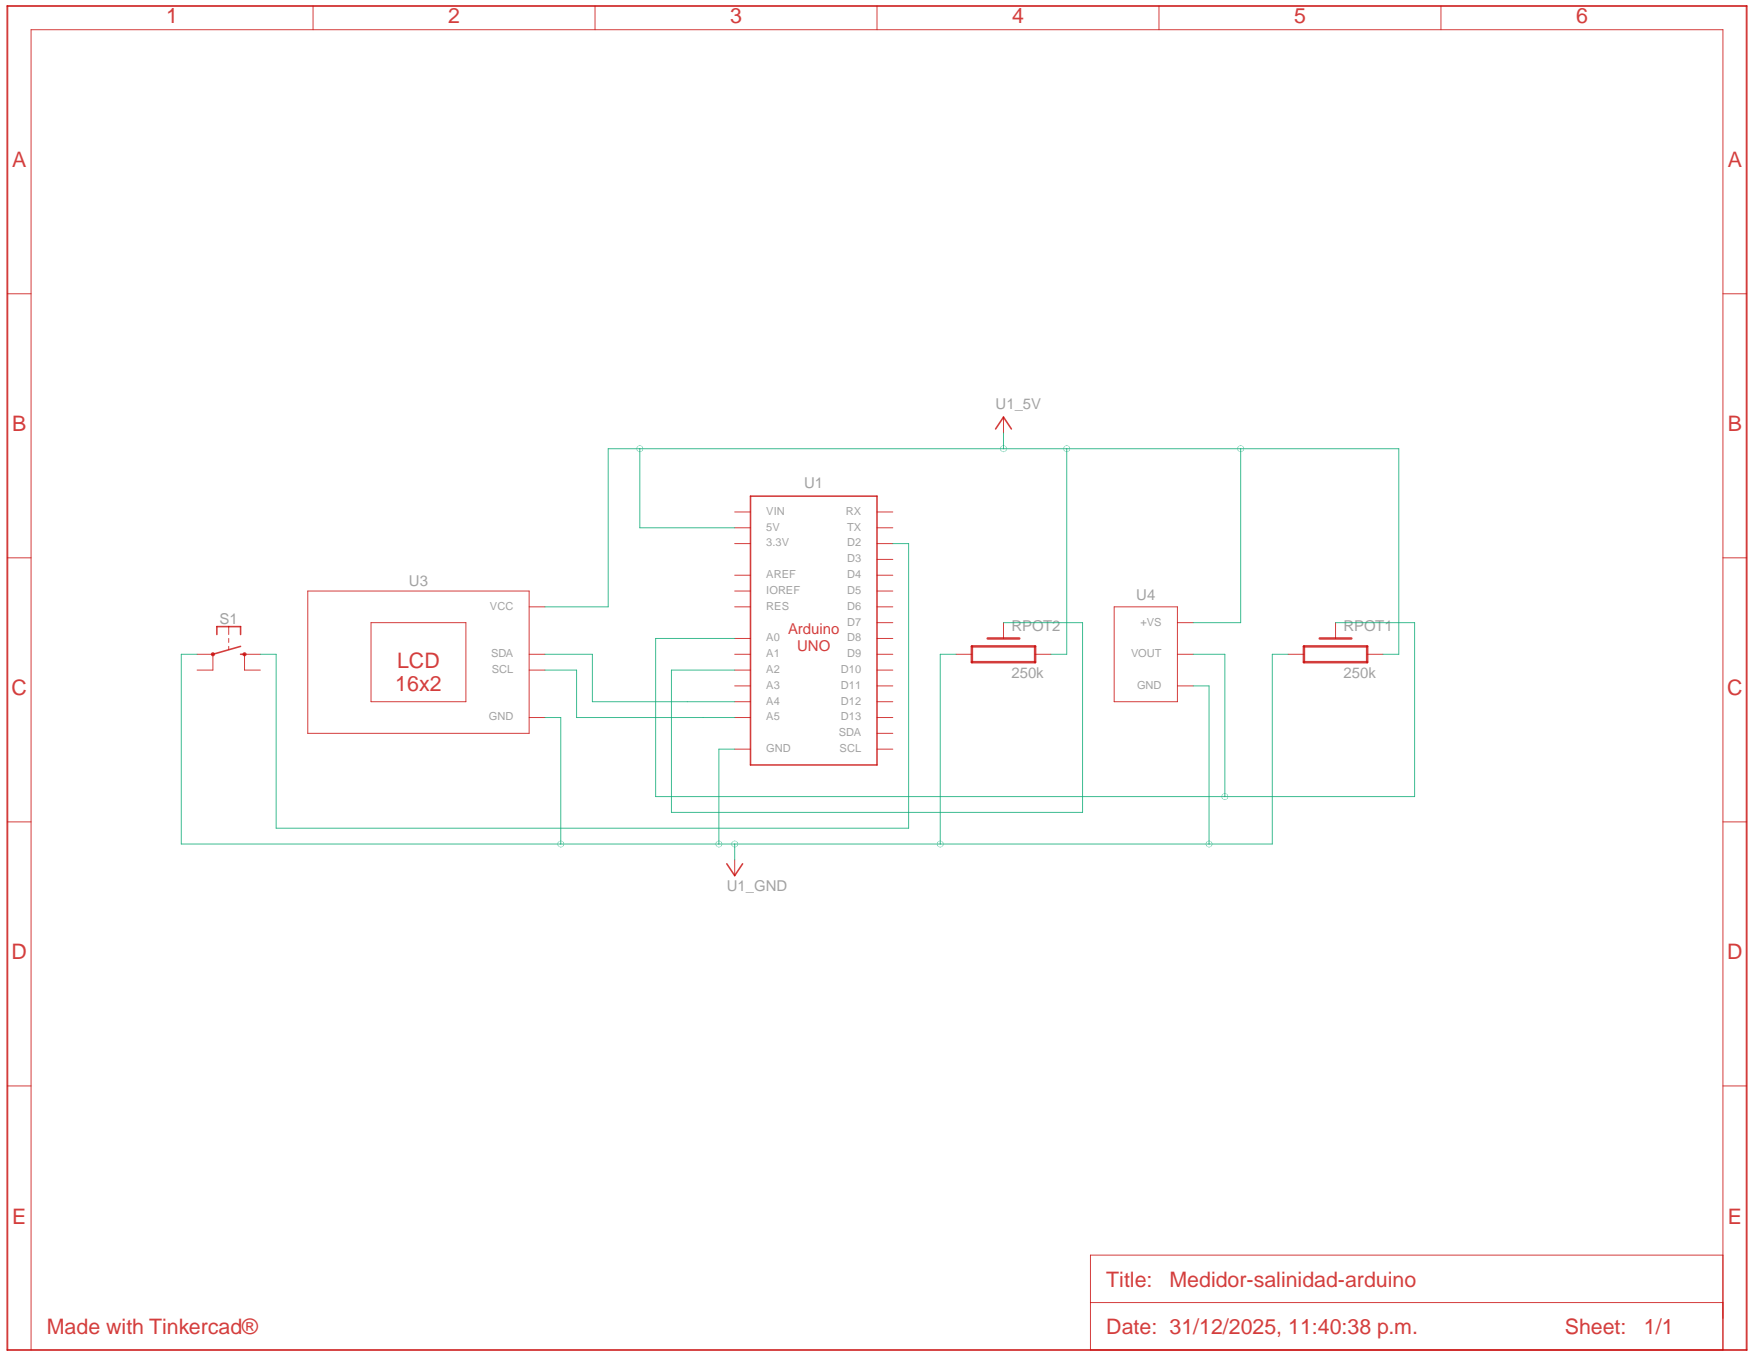 1 2 3 4 5 6
A A
B B
C C
D D
E E
U1_5V
U1
VIN RX
5V TX
3.3V D2
D3
AREF D4
IOREF D5
RES D6
D7
A0 D8
A1 D9
A2 D10
A3 D11
A4 D12
A5 D13
SDA
GND SCL
Arduino
UNO
U3
VCC
SDA
SCL
GND
LCD
16x2
S1
RPOT2
250k
U4
+VS
VOUT
GND
RPOT1
250k
U1_GND
Title: Medidor-salinidad-arduino
Date: 31/12/2025, 11:40:38 p.m. Sheet: 1/1
Made with Tinkercad®